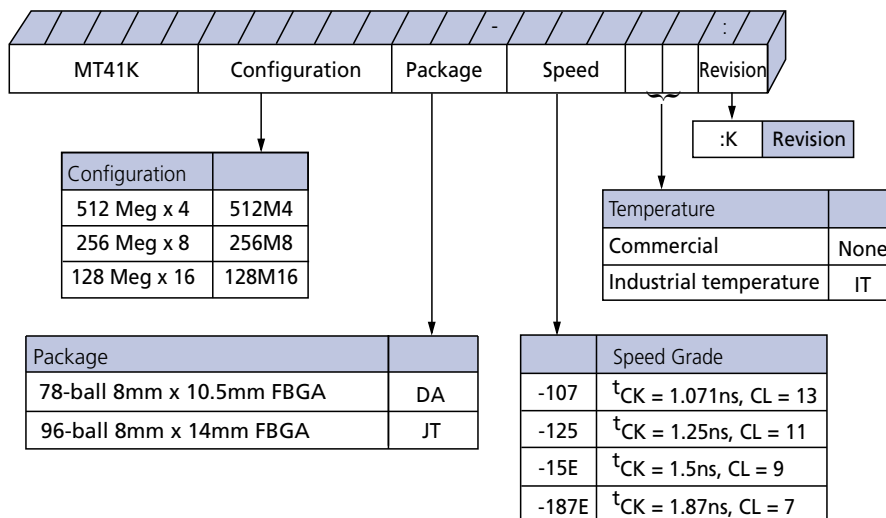 - :
MT41K Configuration Package Speed Revision
:K Revision
Configuration
512 Meg x 4 512M4
256 Meg x 8 256M8
128 Meg x 16 128M16
Temperature
Commercial None
Industrial temperature IT
Package
78-ball 8mm x 10.5mm FBGA DA
96-ball 8mm x 14mm FBGA JT
Speed Grade
-107 tCK = 1.071ns, CL = 13
-125 tCK = 1.25ns, CL = 11
-15E tCK = 1.5ns, CL = 9
-187E tCK = 1.87ns, CL = 7